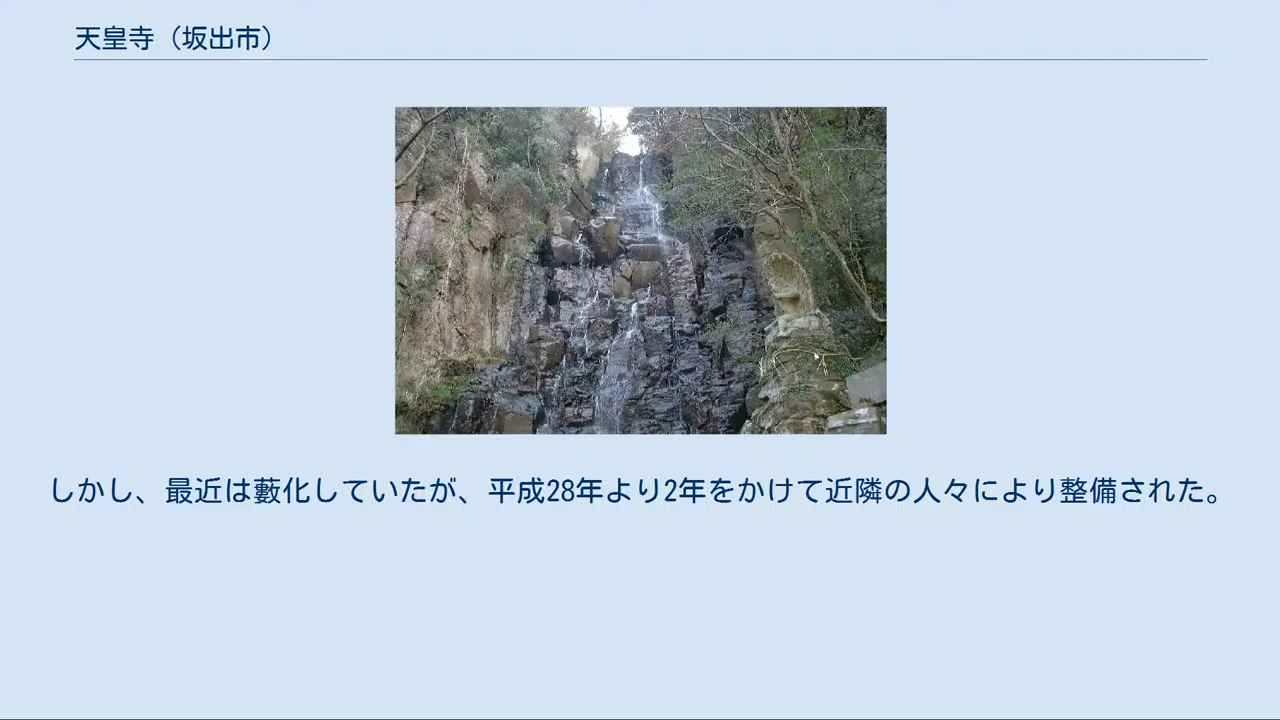 天皇寺（坂出市）
しかし、最近は藪化していたが、平成28年より2年をかけて近隣の人々により整備された。